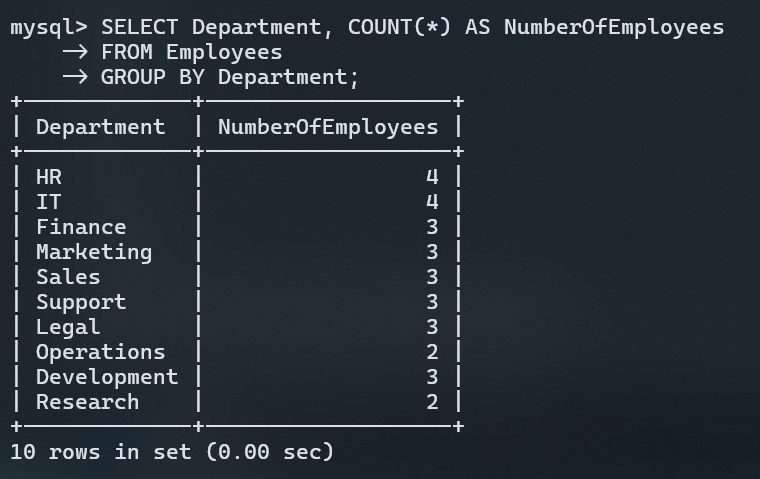 mysql> SELECT Department, COUNT(*) AS NumberOfEmployees
    -> FROM Employees
    -> GROUP BY Department;
+-------------+-------------------+
| Department  | NumberOfEmployees |
+-------------+-------------------+
| HR          |                 4 |
| IT          |                 4 |
| Finance     |                 3 |
| Marketing   |                 3 |
| Sales       |                 3 |
| Support     |                 3 |
| Legal       |                 3 |
| Operations  |                 2 |
| Development |                 3 |
| Research    |                 2 |
+-------------+-------------------+
10 rows in set (0.00 sec)